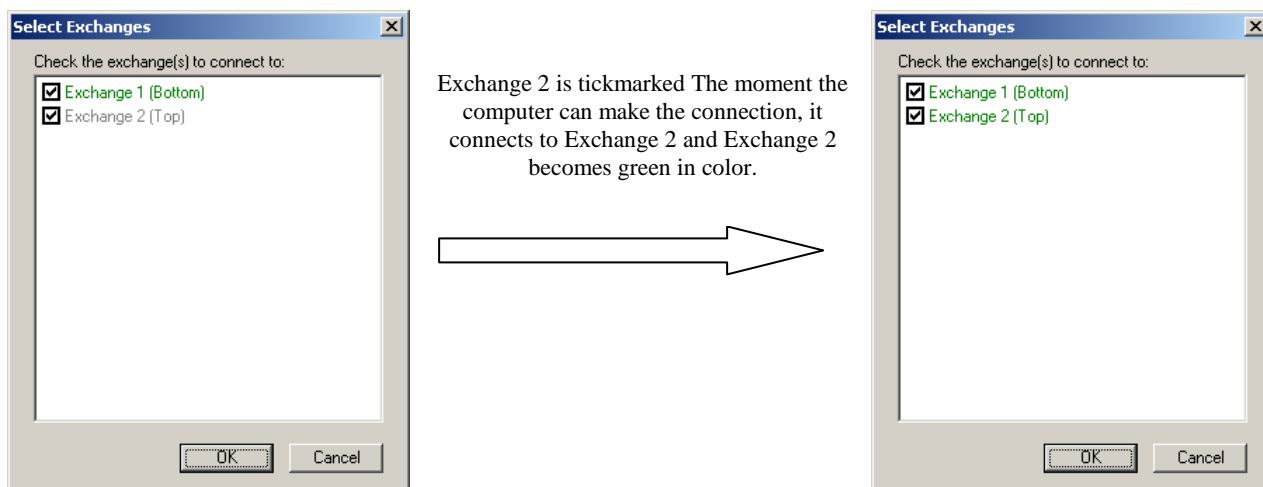 Select Exchanges
Check the exchange(s) to connect to:
Exchange 1 (Bottom)
Exchange 2 (Top)
OK Cancel
Exchange 2 is tickmarked The moment the
computer can make the connection, it
connects to Exchange 2 and Exchange 2
becomes green in color.
Select Exchanges
Check the exchange(s) to connect to:
Exchange 1 (Bottom)
Exchange 2 (Top)
OK Cancel